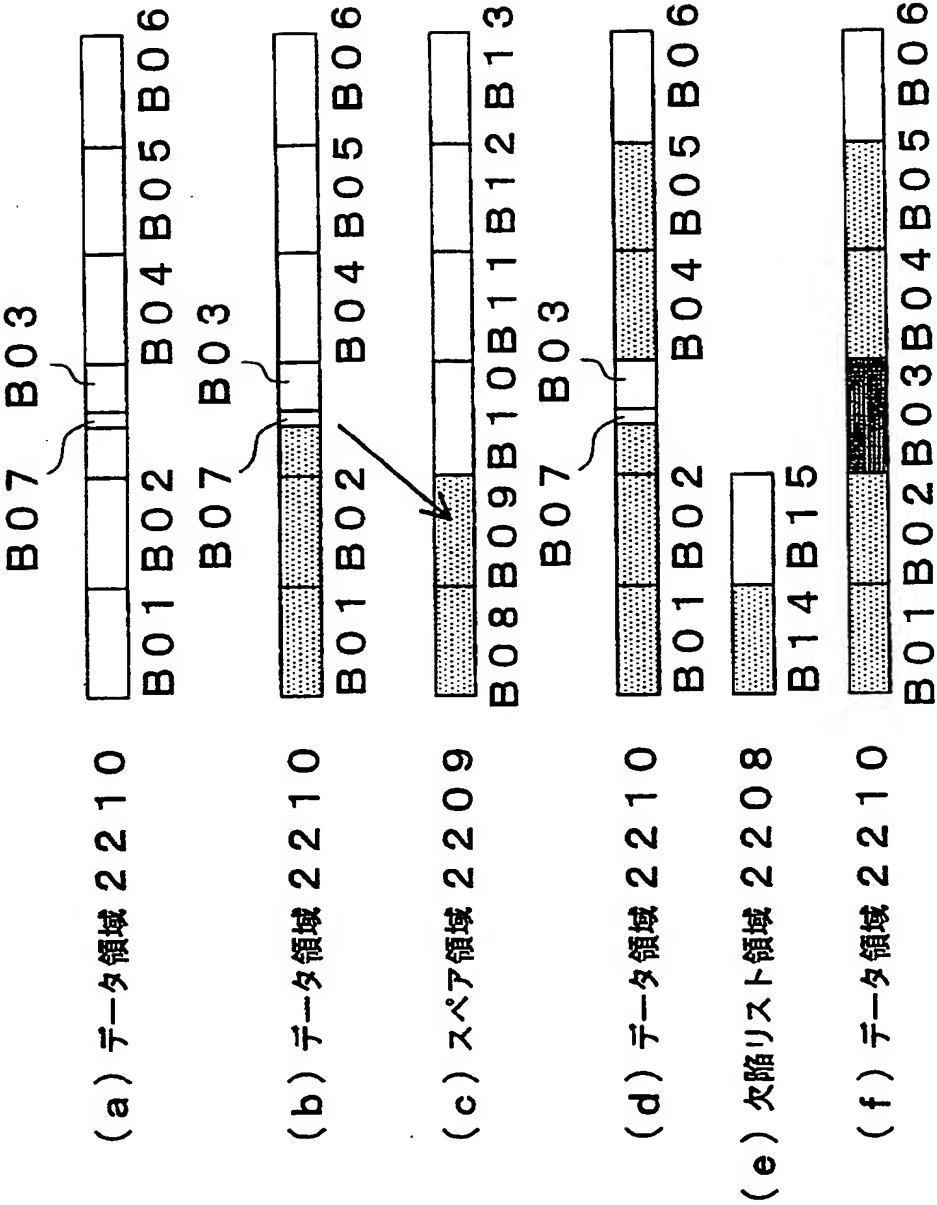 B07 B03
(a) データ領域 2210
B01 B02 B04 B05 B06
B07 B03
(b) データ領域 2210
B01 B02 B04 B05 B06
(c) スペア領域 2209
B08 B09 B10 B11 B12 B13
B07 B03
(d) データ領域 2210
B01 B02 B04 B05 B06
(e) 欠陥リスト領域 2208
B14 B15
(f) データ領域 2210
B01 B02 B03 B04 B05 B06